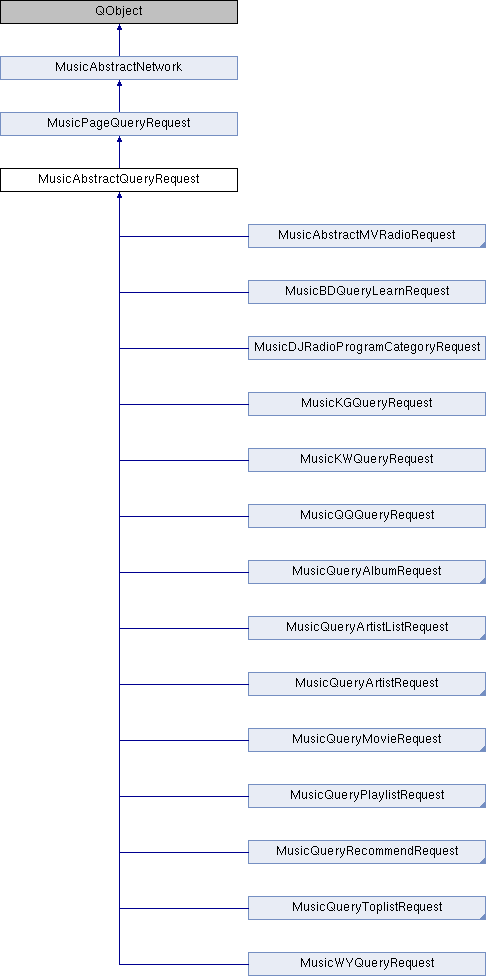 QObject
MusicAbstractNetwork
MusicPageQueryRequest
MusicAbstractQueryRequest
MusicAbstractMVRadioRequest
MusicBDQueryLearnRequest
MusicDJRadioProgramCategoryRequest
MusicKGQueryRequest
MusicKWQueryRequest
MusicQQQueryRequest
MusicQueryAlbumRequest
MusicQueryArtistListRequest
MusicQueryArtistRequest
MusicQueryMovieRequest
MusicQueryPlaylistRequest
MusicQueryRecommendRequest
MusicQueryToplistRequest
MusicWYQueryRequest